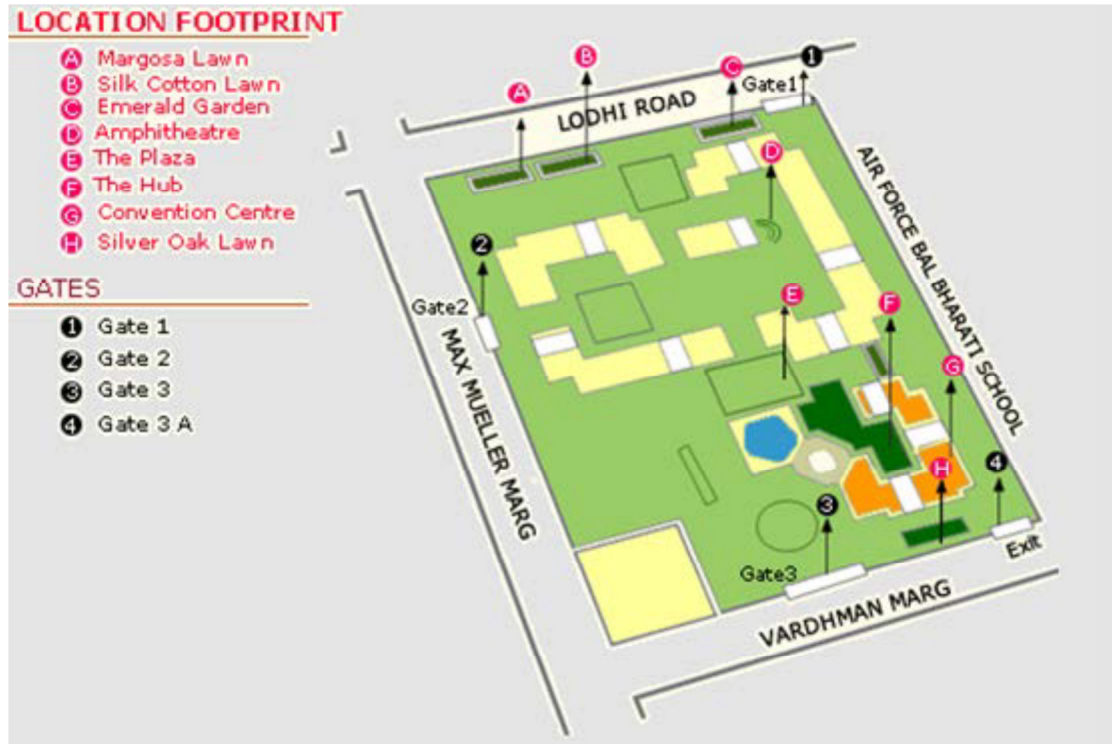 LOCATION FOOTPRINT
A Margosa Lawn
B Silk Cotton Lawn
C Emerald Garden
D Amphitheatre
E The Plaza
F The Hub
G Convention Centre
H Silver Oak Lawn
GATES
1 Gate 1
2 Gate 2
3 Gate 3
4 Gate 3 A
A
B
C
1
Gate1
LODHI ROAD
D
AIR FORCE BAL BHARATI SCHOOL
2
Gate2
MAX MUELLER MARG
E
F
G
H
4
3
Gate3
Exit
VARDHMAN MARG